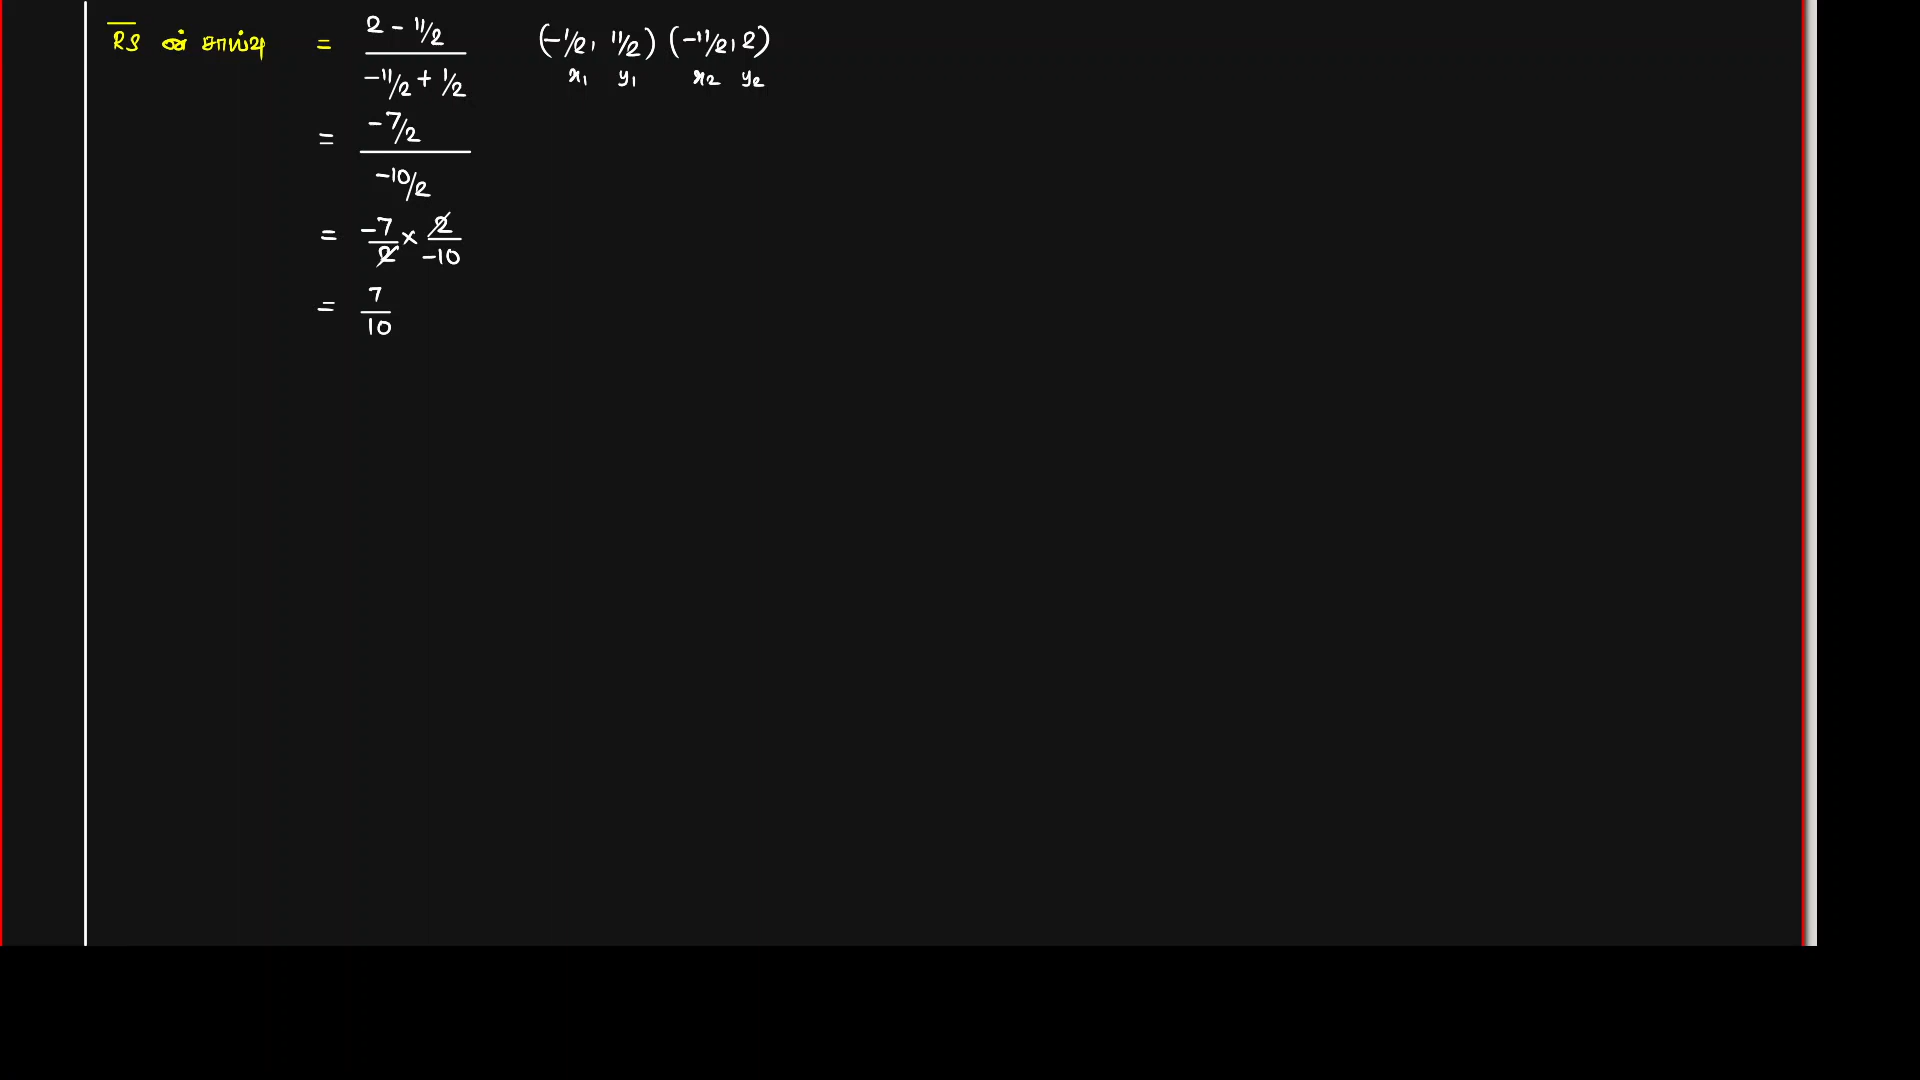 RS ன் சாய்வு = (2 - 11/2) / (-11/2 + 1/2) (-1/2, 11/2) (-11/2, 2)
x₁ y₁ x₂ y₂
= (-7/2) / (-10/2)
= -7/2 × 2/-10
= 7/10